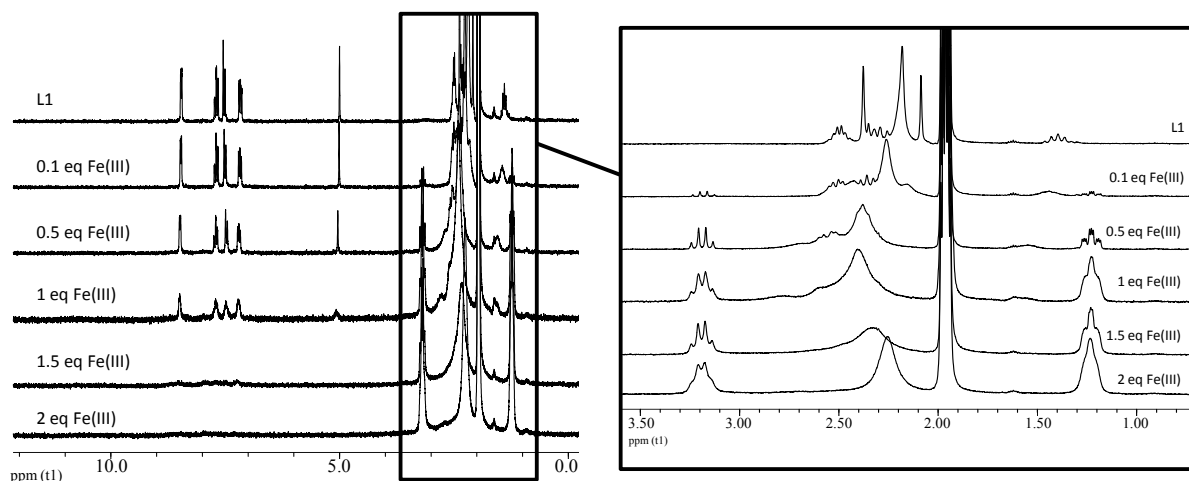 L1
0.1 eq Fe(III)
0.5 eq Fe(III)
1 eq Fe(III)
1.5 eq Fe(III)
2 eq Fe(III)
10.0 5.0 0.0
ppm (t1)
L1
0.1 eq Fe(III)
0.5 eq Fe(III)
1 eq Fe(III)
1.5 eq Fe(III)
2 eq Fe(III)
3.50 3.00 2.50 2.00 1.50 1.00
ppm (t1)